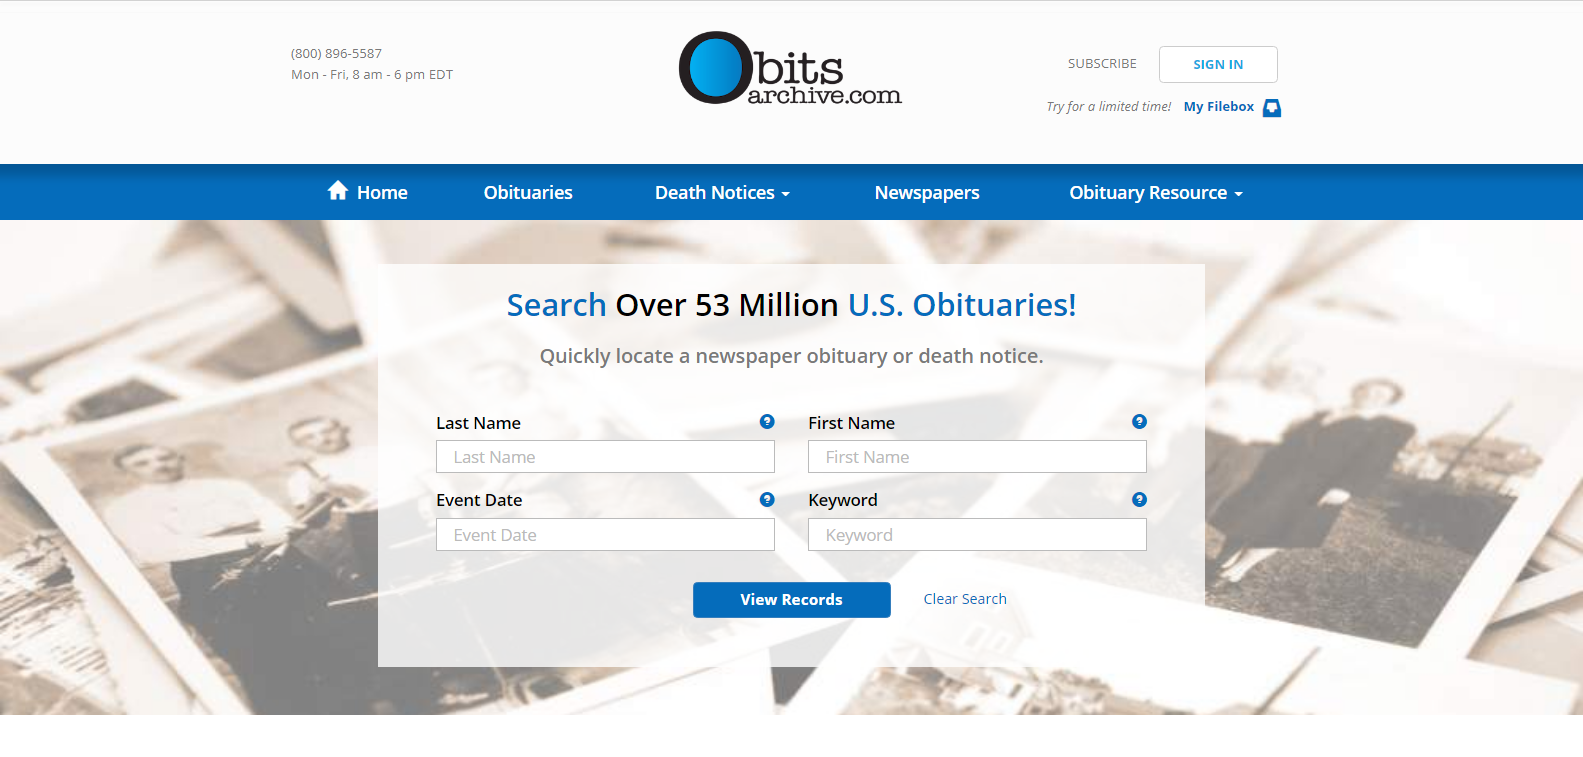 (800) 896-5587
Mon - Fri, 8 am - 6 pm EDT
Obits
archive.com
SUBSCRIBE
SIGN IN
Try for a limited time! My Filebox
Home Obituaries Death Notices Newspapers Obituary Resource
Search Over 53 Million U.S. Obituaries!
Quickly locate a newspaper obituary or death notice.
Last Name ? First Name ?
Last Name First Name
Event Date ? Keyword ?
Event Date Keyword
View Records Clear Search